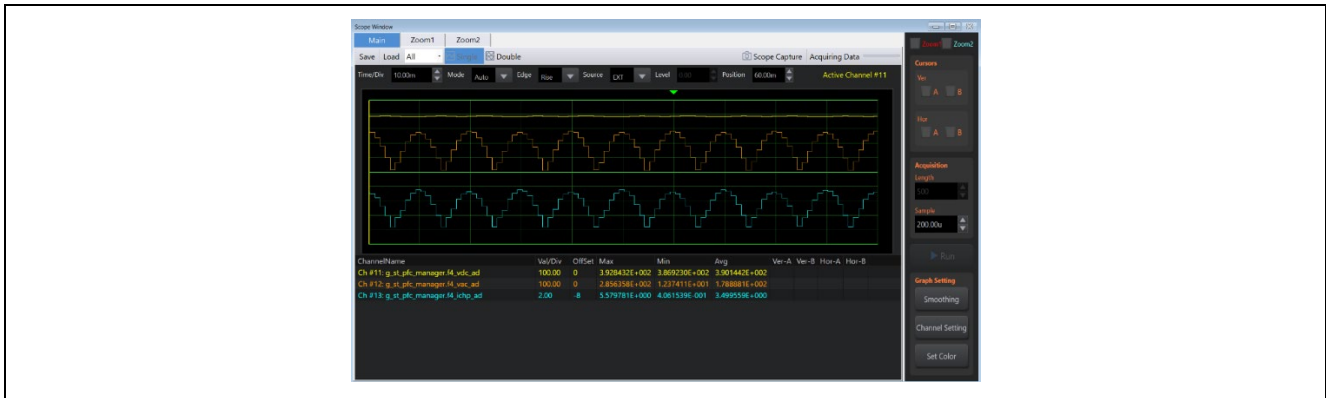 Scope Window
Main Zoom1 Zoom2
Save Load All Single Double Scope Capture Acquiring Data
Time/Div 10.00m Mode Auto Edge Rise Source EXT Level 0.00 Position 60.00m Active Channel #11
ChannelName Val/Div OffSet Max Min Avg Ver-A Ver-B Hor-A Hor-B
Ch #11: g_st_pfc_manager.f4_vdc_ad 100.00 0 3.928432E+002 3.869230E+002 3.901442E+002
Ch #12: g_st_pfc_manager.f4_vac_ad 100.00 0 2.856358E+002 1.237411E+001 1.788881E+002
Ch #13: g_st_pfc_manager.f4_ichp_ad 2.00 -8 5.579781E+000 4.061539E-001 3.499559E+000
Zoom1 Zoom2
Cursors
Ver
A B
Hor
A B
Acquisition
Length
500
Sample
200.00u
Run
Graph Setting
Smoothing
Channel Setting
Set Color